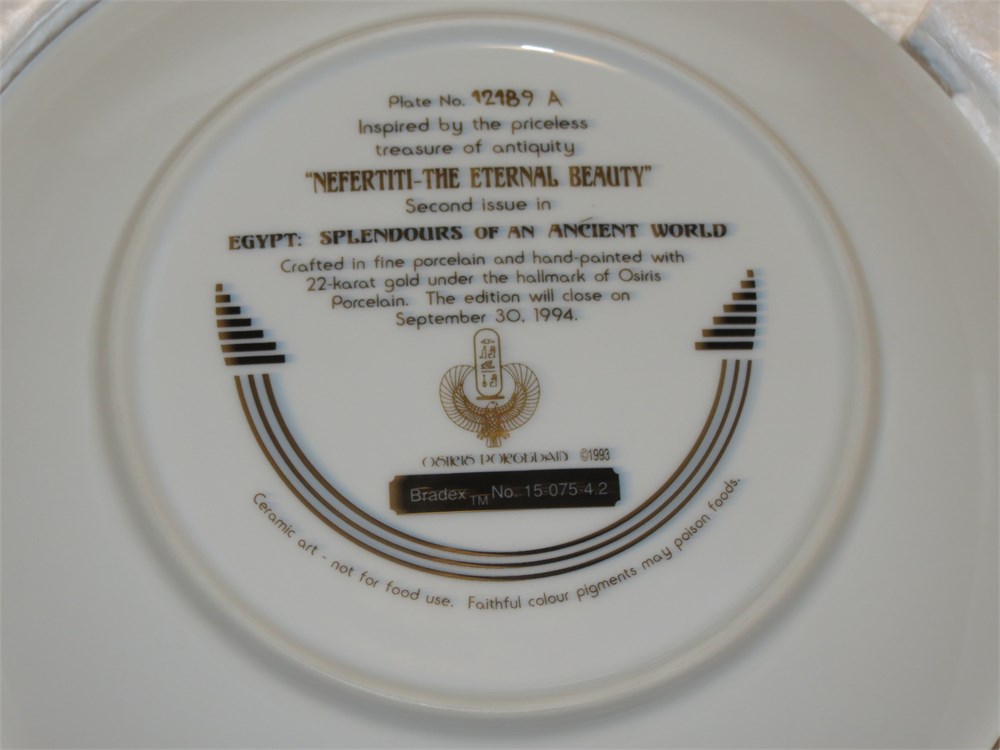 Plate No. 12189 A
Inspired by the priceless
treasure of antiquity
"NEFERTITI-THE ETERNAL BEAUTY"
Second issue in
EGYPT: SPLENDOURS OF AN ANCIENT WORLD
Crafted in fine porcelain and hand-painted with
22-karat gold under the hallmark of Osiris
Porcelain. The edition will close on
September 30, 1994.
OSIRIS PORCELAIN ©1993
Bradex TM No. 15-075-4.2
Ceramic art - not for food use. Faithful colour pigments may poison foods.